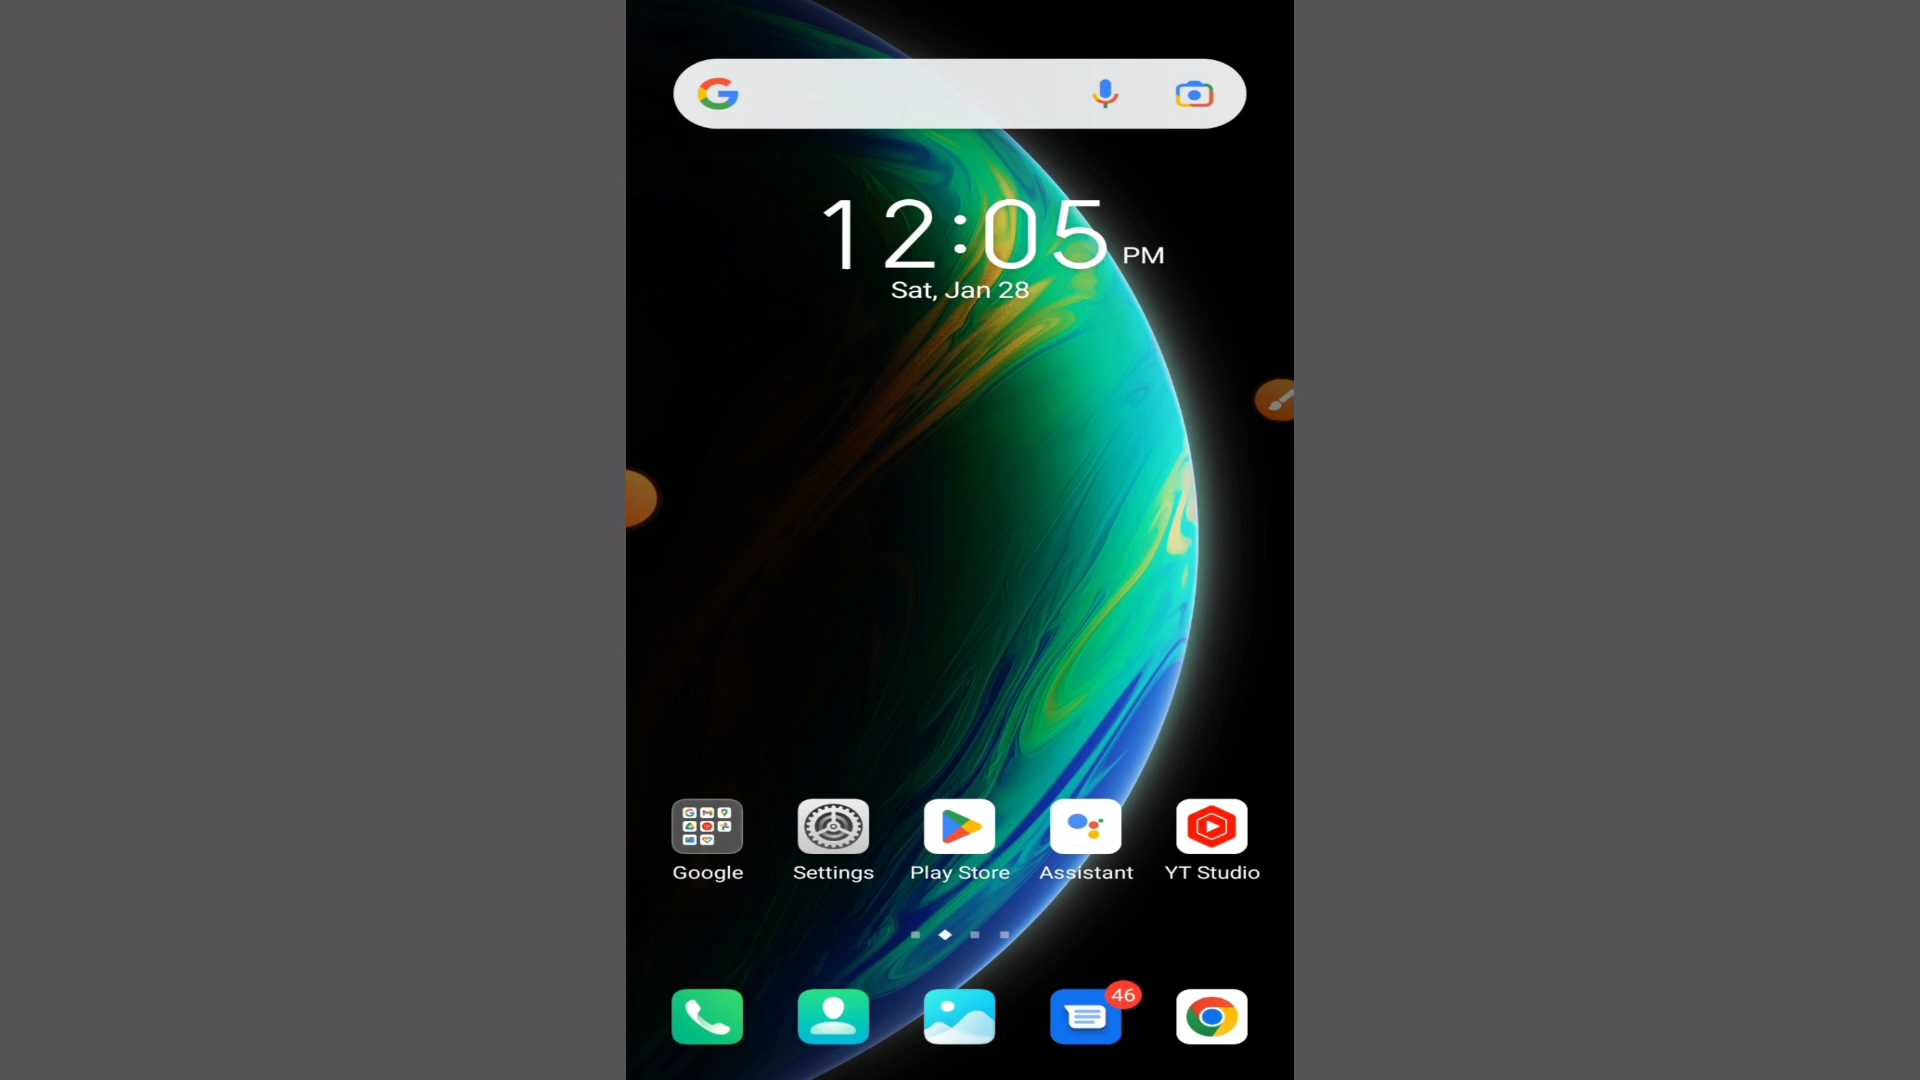 12:05 PM
Sat, Jan 28
Google
Settings
Play Store
Assistant
YT Studio
46